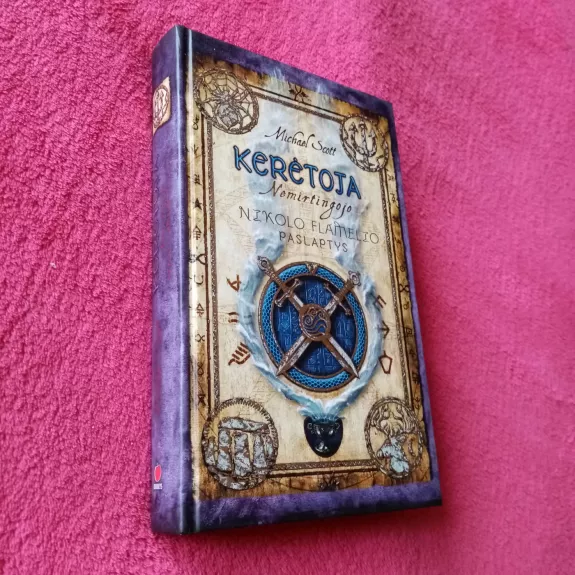 Michael Scott
KERĖTOJA
Nemirtingojo
NIKOLO FLAMELIO
PASLAPTYS